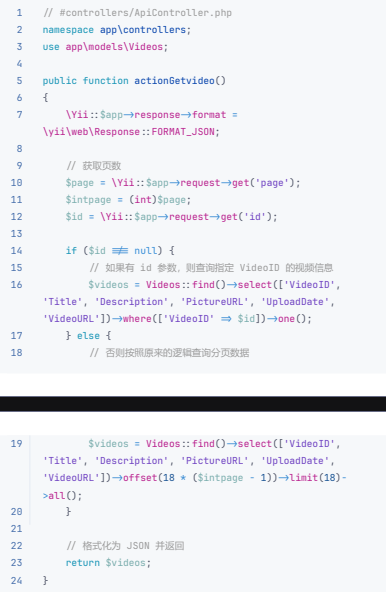 1 // #controllers/ApiController.php
2 namespace app\controllers;
3 use app\models\Videos;
4
5 public function actionGetvideo()
6 {
7 \Yii::$app->response->format =
\yii\web\Response::FORMAT_JSON;
8
9 // 获取页数
10 $page = \Yii::$app->request->get('page');
11 $intpage = (int)$page;
12 $id = \Yii::$app->request->get('id');
13
14 if ($id !== null) {
15 // 如果有 id 参数，则查询指定 VideoID 的视频信息
16 $videos = Videos::find()->select(['VideoID',
'Title', 'Description', 'PictureURL', 'UploadDate',
'VideoURL'])->where(['VideoID' => $id])->one();
17 } else {
18 // 否则按照原来的逻辑查询分页数据
19 $videos = Videos::find()->select(['VideoID',
'Title', 'Description', 'PictureURL', 'UploadDate',
'VideoURL'])->offset(18 * ($intpage - 1))->limit(18)-
>all();
20 }
21
22 // 格式化为 JSON 并返回
23 return $videos;
24 }